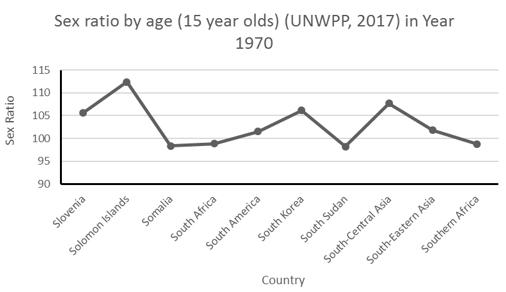 Sex ratio by age (15 year olds) (UNWPP, 2017) in Year
1970
115
110
105
100
95
90
Sex Ratio
Slovenia
Solomon Islands
Somalia
South Africa
South America
South Korea
South Sudan
South-Central Asia
South-Eastern Asia
Southern Africa
Country